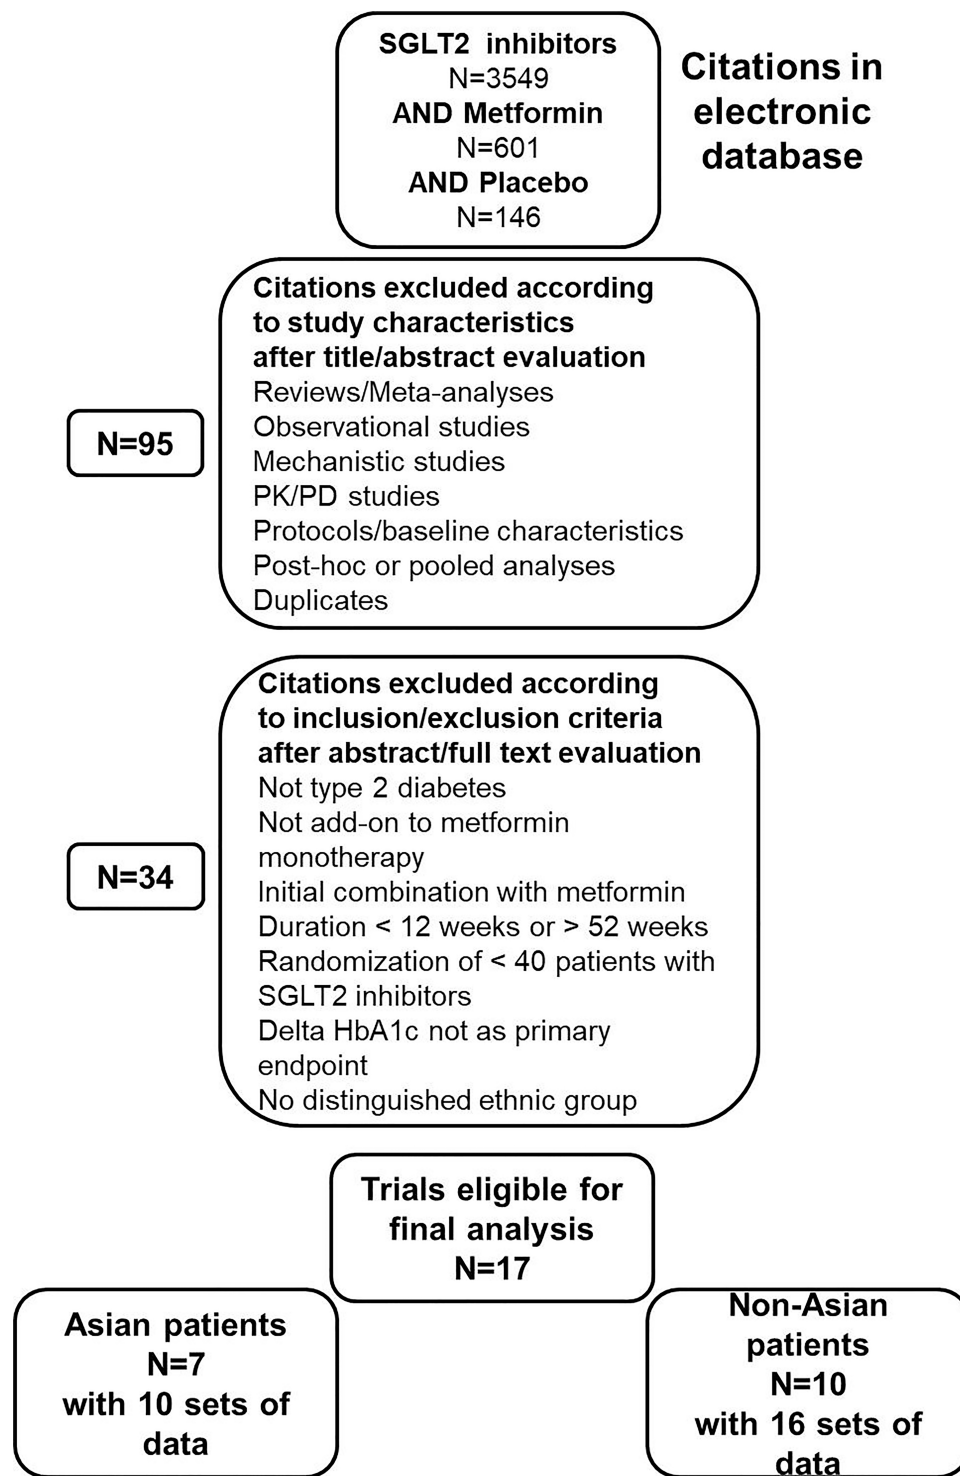 SGLT2 inhibitors
N=3549
AND Metformin
N=601
AND Placebo
N=146
Citations in
electronic
database
Citations excluded according
to study characteristics
after title/abstract evaluation
Reviews/Meta-analyses
Observational studies
Mechanistic studies
PK/PD studies
Protocols/baseline characteristics
Post-hoc or pooled analyses
Duplicates
N=95
Citations excluded according
to inclusion/exclusion criteria
after abstract/full text evaluation
Not type 2 diabetes
Not add-on to metformin
monotherapy
Initial combination with metformin
Duration < 12 weeks or > 52 weeks
Randomization of < 40 patients with
SGLT2 inhibitors
Delta HbA1c not as primary
endpoint
No distinguished ethnic group
N=34
Trials eligible for
final analysis
N=17
Asian patients
N=7
with 10 sets of
data
Non-Asian
patients
N=10
with 16 sets of
data